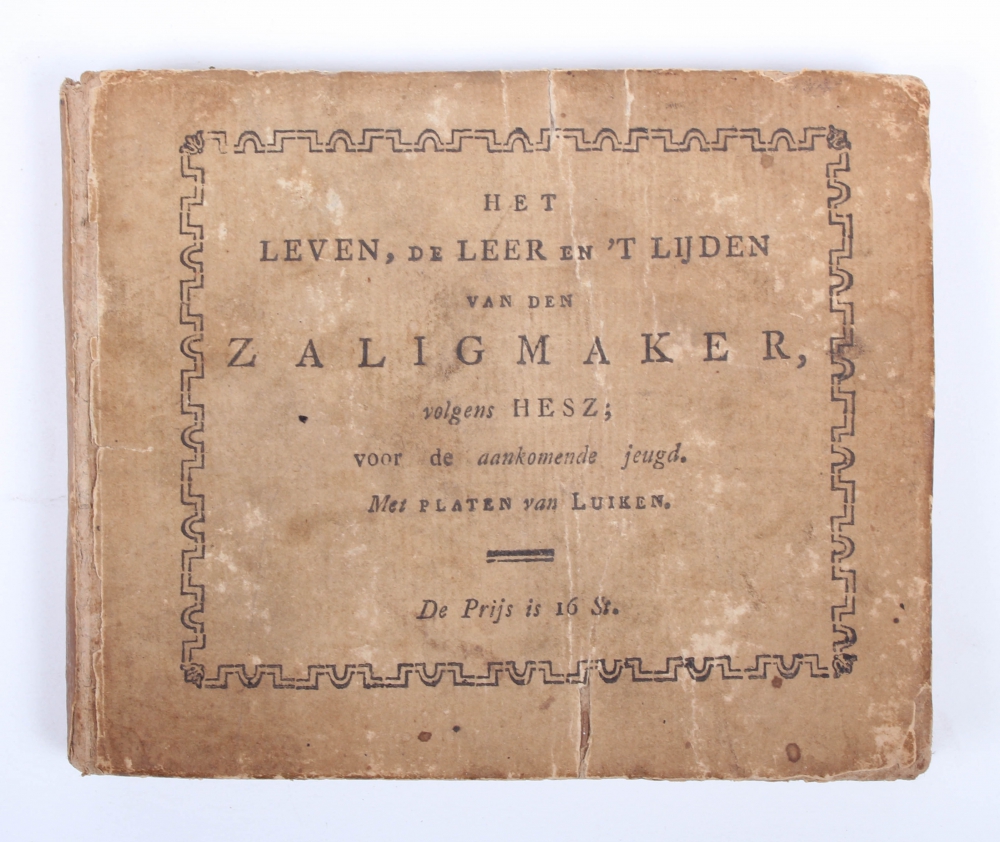 HET
LEVEN, DE LEER EN 'T LIJDEN
VAN DEN
ZALIGMAKER,
volgens HESZ;
voor de aankomende jeugd.
Met PLATEN van LUIKEN.
De Prijs is 16 St.